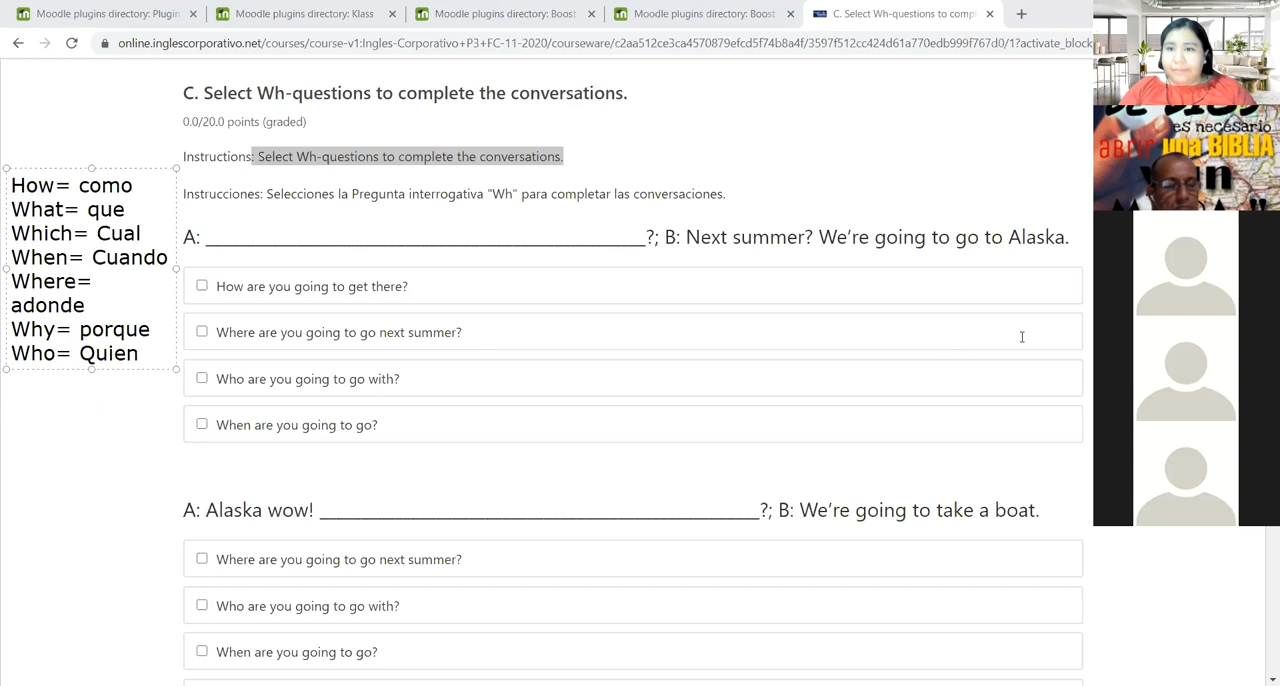 Moodle plugins directory: Plugin
Moodle plugins directory: Klass
Moodle plugins directory: Boost
Moodle plugins directory: Boost
C. Select Wh-questions to compl
online.inglescorporativo.net/courses/course-v1:Ingles-Corporativo+P3+FC-T1-2020/courseware/c2aa512ce3ca4570879efcd5f74b8a4f/3597f512cc424d61a770edb999f767d0/1?activate_block
C. Select Wh-questions to complete the conversations.
0.0/20.0 points (graded)
Instructions: Select Wh-questions to complete the conversations.
Instrucciones: Selecciones la Pregunta interrogativa "Wh" para completar las conversaciones.
How= como
What= que
Which= Cual
When= Cuando
Where=
adonde
Why= porque
Who= Quien
A: ____________________________________________?; B: Next summer? We're going to go to Alaska.
How are you going to get there?
Where are you going to go next summer?
Who are you going to go with?
When are you going to go?
A: Alaska wow! ____________________________________________?; B: We're going to take a boat.
Where are you going to go next summer?
Who are you going to go with?
When are you going to go?
es necesario
ABRIR una BIBLIA